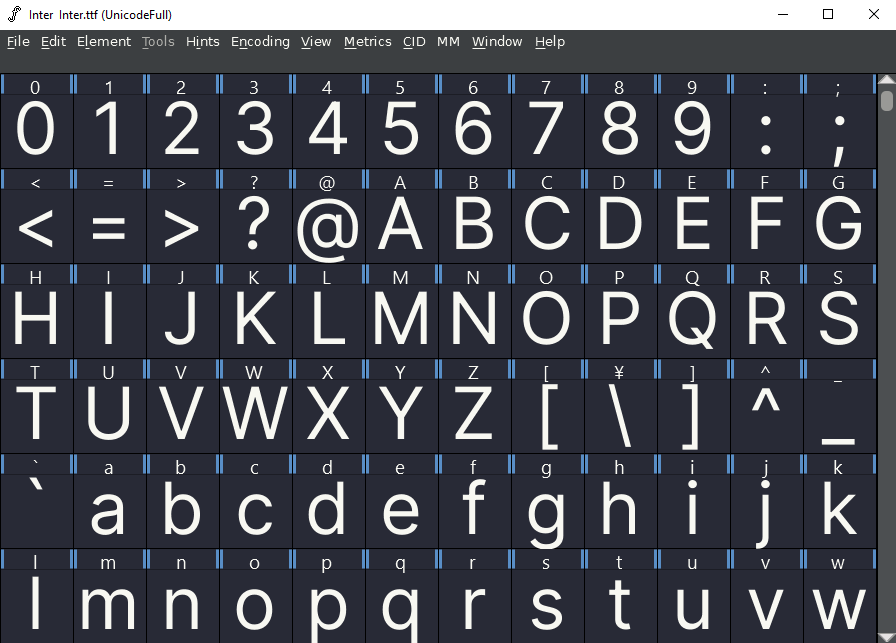 Inter Inter.ttf (UnicodeFull)
File Edit Element Tools Hints Encoding View Metrics CID MM Window Help
0 1 2 3 4 5 6 7 8 9 : ;
0 1 2 3 4 5 6 7 8 9 : ;
< = > ? @ A B C D E F G
< = > ? @ A B C D E F G
H I J K L M N O P Q R S
H I J K L M N O P Q R S
T U V W X Y Z [ ¥ ] ^ _
T U V W X Y Z [ \ ] ^ _
` a b c d e f g h i j k
` a b c d e f g h i j k
l m n o p q r s t u v w
l m n o p q r s t u v w